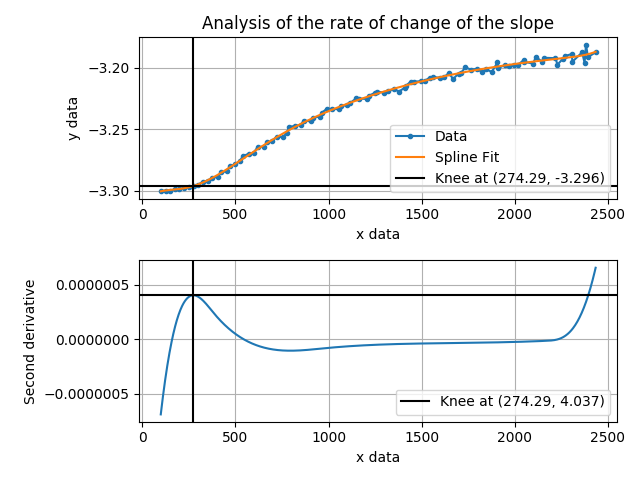 Analysis of the rate of change of the slope
−3.20
−3.25
−3.30
y data
Data
Spline Fit
Knee at (274.29, -3.296)
0 500 1000 1500 2000 2500
x data
0.0000005
0.0000000
−0.0000005
Second derivative
Knee at (274.29, 4.037)
0 500 1000 1500 2000 2500
x data